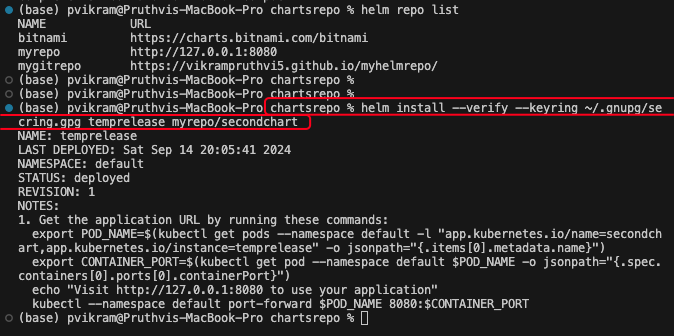 (base) pvikram@Pruthvis-MacBook-Pro chartsrepo % helm repo list
NAME URL
bitnami https://charts.bitnami.com/bitnami
myrepo http://127.0.0.1:8080
mygitrepo https://vikrampruthvi5.github.io/myhelmrepo/
(base) pvikram@Pruthvis-MacBook-Pro chartsrepo %
(base) pvikram@Pruthvis-MacBook-Pro chartsrepo %
(base) pvikram@Pruthvis-MacBook-Pro chartsrepo % helm install --verify --keyring ~/.gnupg/se
cring.gpg temprelease myrepo/secondchart
NAME: temprelease
LAST DEPLOYED: Sat Sep 14 20:05:41 2024
NAMESPACE: default
STATUS: deployed
REVISION: 1
NOTES:
1. Get the application URL by running these commands:
export POD_NAME=$(kubectl get pods --namespace default -l "app.kubernetes.io/name=secondch
art,app.kubernetes.io/instance=temprelease" -o jsonpath="{.items[0].metadata.name}")
export CONTAINER_PORT=$(kubectl get pod --namespace default $POD_NAME -o jsonpath="{.spec.
containers[0].ports[0].containerPort}")
echo "Visit http://127.0.0.1:8080 to use your application"
kubectl --namespace default port-forward $POD_NAME 8080:$CONTAINER_PORT
(base) pvikram@Pruthvis-MacBook-Pro chartsrepo %